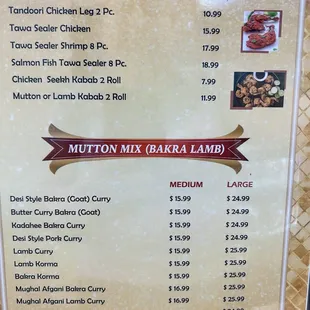 Tandoori Chicken Leg 2 Pc. 10.99
Tawa Sealer Chicken 15.99
Tawa Sealer Shrimp 8 Pc. 17.99
Salmon Fish Tawa Sealer 8 Pc. 18.99
Chicken Seekh Kabab 2 Roll 7.99
Mutton or Lamb Kabab 2 Roll 11.99
MUTTON MIX (BAKRA LAMB)
MEDIUM LARGE
Desi Style Bakra (Goat) Curry $ 15.99 $ 24.99
Butter Curry Bakra (Goat) $ 15.99 $ 24.99
Kadahee Bakra Curry $ 15.99 $ 24.99
Desi Style Pork Curry $ 15.99 $ 24.99
Lamb Curry $ 15.99 $ 25.99
Lamb Korma $ 15.99 $ 25.99
Bakra Korma $ 15.99 $ 25.99
Mughal Afgani Bakra Curry $ 16.99 $ 25.99
Mughal Afgani Lamb Curry $ 16.99 $ 25.99